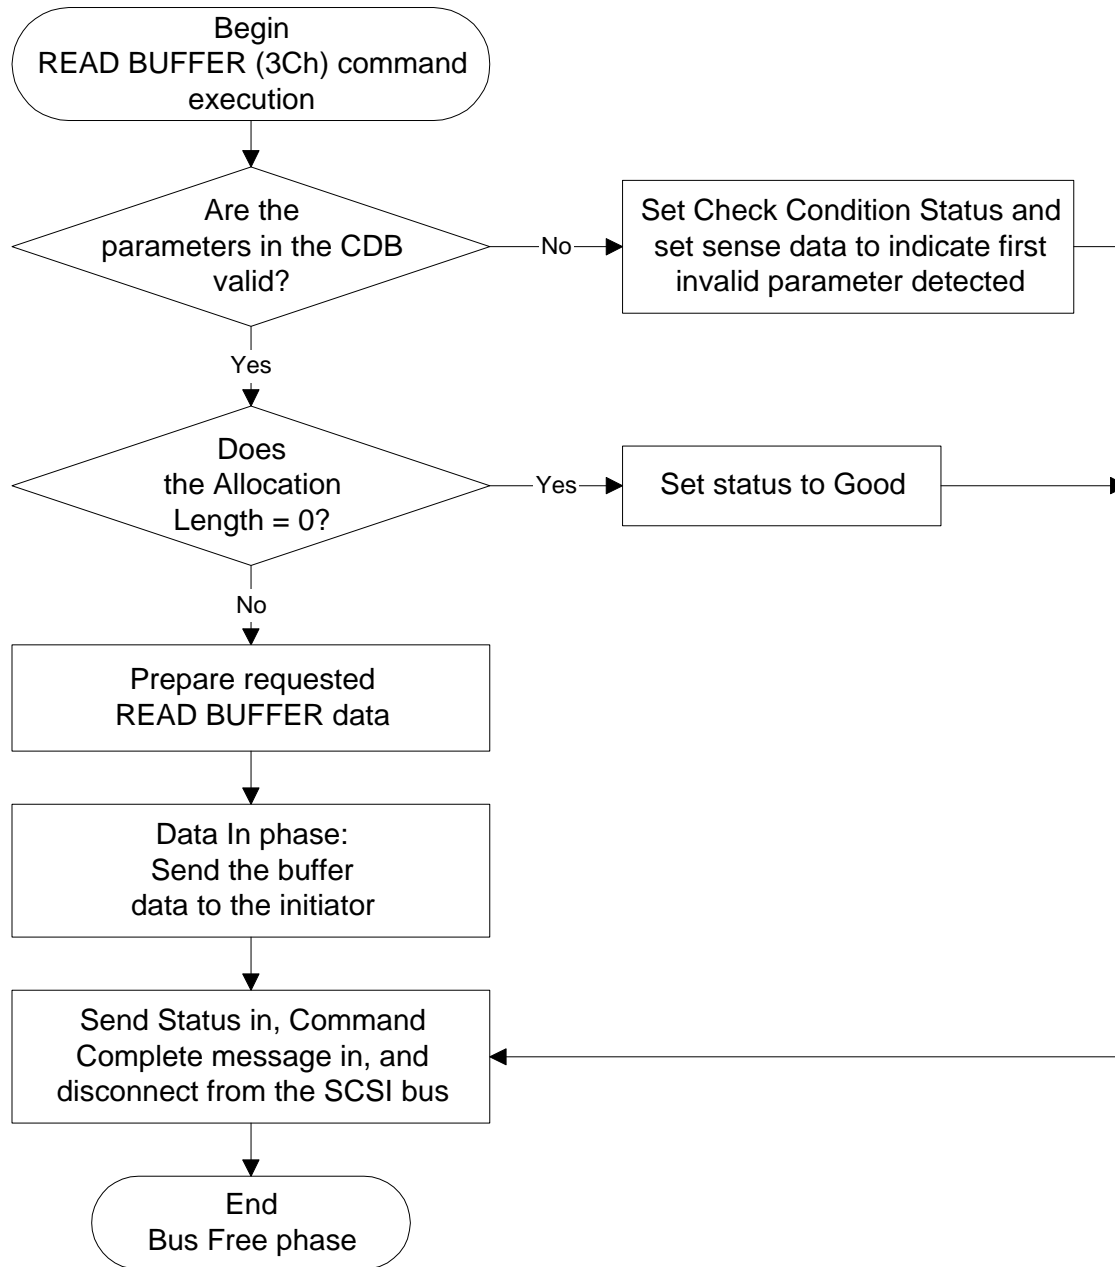 Begin
READ BUFFER (3Ch) command
execution
Are the
parameters in the CDB
valid?
No
Set Check Condition Status and
set sense data to indicate first
invalid parameter detected
Yes
Does
the Allocation
Length = 0?
Yes
Set status to Good
No
Prepare requested
READ BUFFER data
Data In phase:
Send the buffer
data to the initiator
Send Status in, Command
Complete message in, and
disconnect from the SCSI bus
End
Bus Free phase